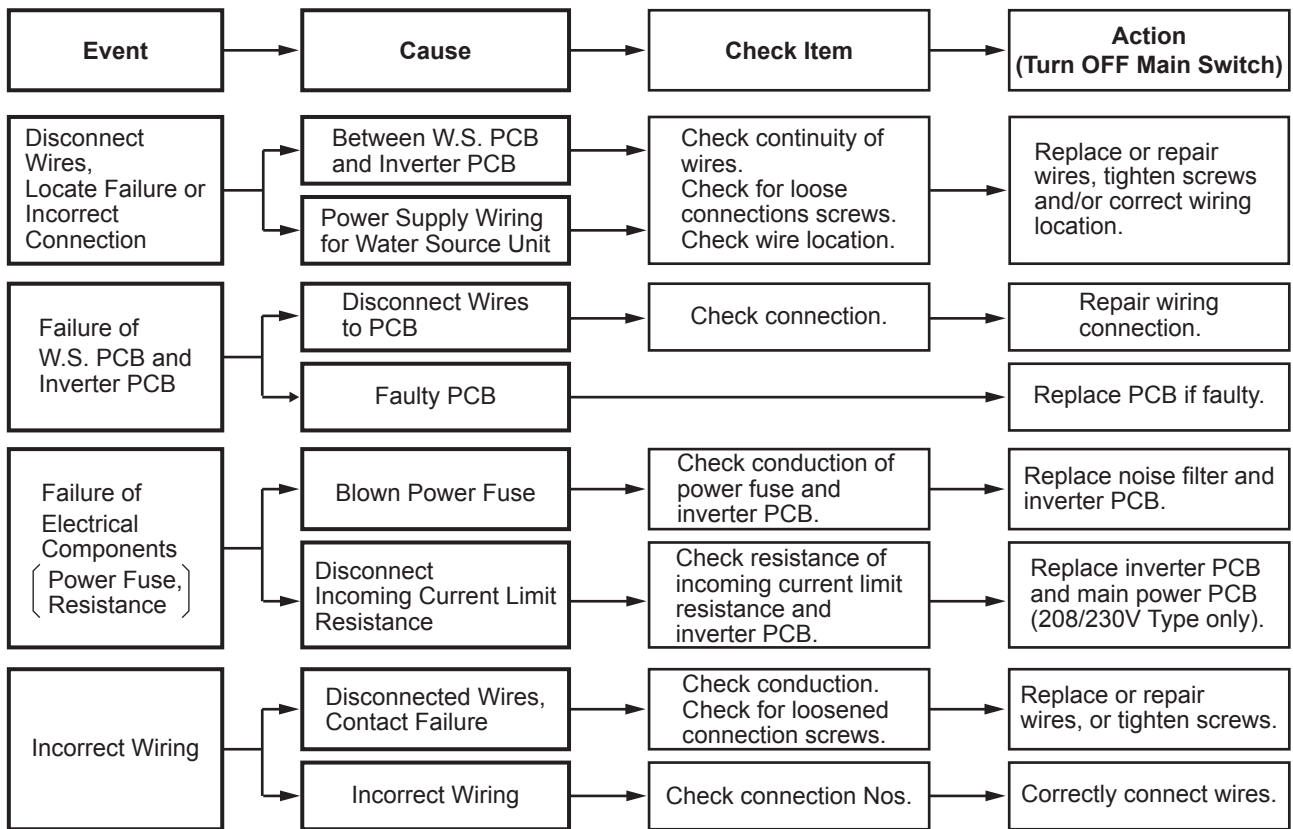 Event
Cause
Check Item
Action
(Turn OFF Main Switch)
Disconnect
Wires,
Locate Failure or
Incorrect
Connection
Between W.S. PCB
and Inverter PCB
Power Supply Wiring
for Water Source Unit
Check continuity of
wires.
Check for loose
connections screws.
Check wire location.
Replace or repair
wires, tighten screws
and/or correct wiring
location.
Failure of
W.S. PCB and
Inverter PCB
Disconnect Wires
to PCB
Check connection.
Repair wiring
connection.
Faulty PCB
Replace PCB if faulty.
Failure of
Electrical
Components
Power Fuse,
Resistance
Blown Power Fuse
Check conduction of
power fuse and
inverter PCB.
Replace noise filter and
inverter PCB.
Disconnect
Incoming Current Limit
Resistance
Check resistance of
incoming current limit
resistance and
inverter PCB.
Replace inverter PCB
and main power PCB
(208/230V Type only).
Incorrect Wiring
Disconnected Wires,
Contact Failure
Check conduction.
Check for loosened
connection screws.
Replace or repair
wires, or tighten screws.
Incorrect Wiring
Check connection Nos.
Correctly connect wires.